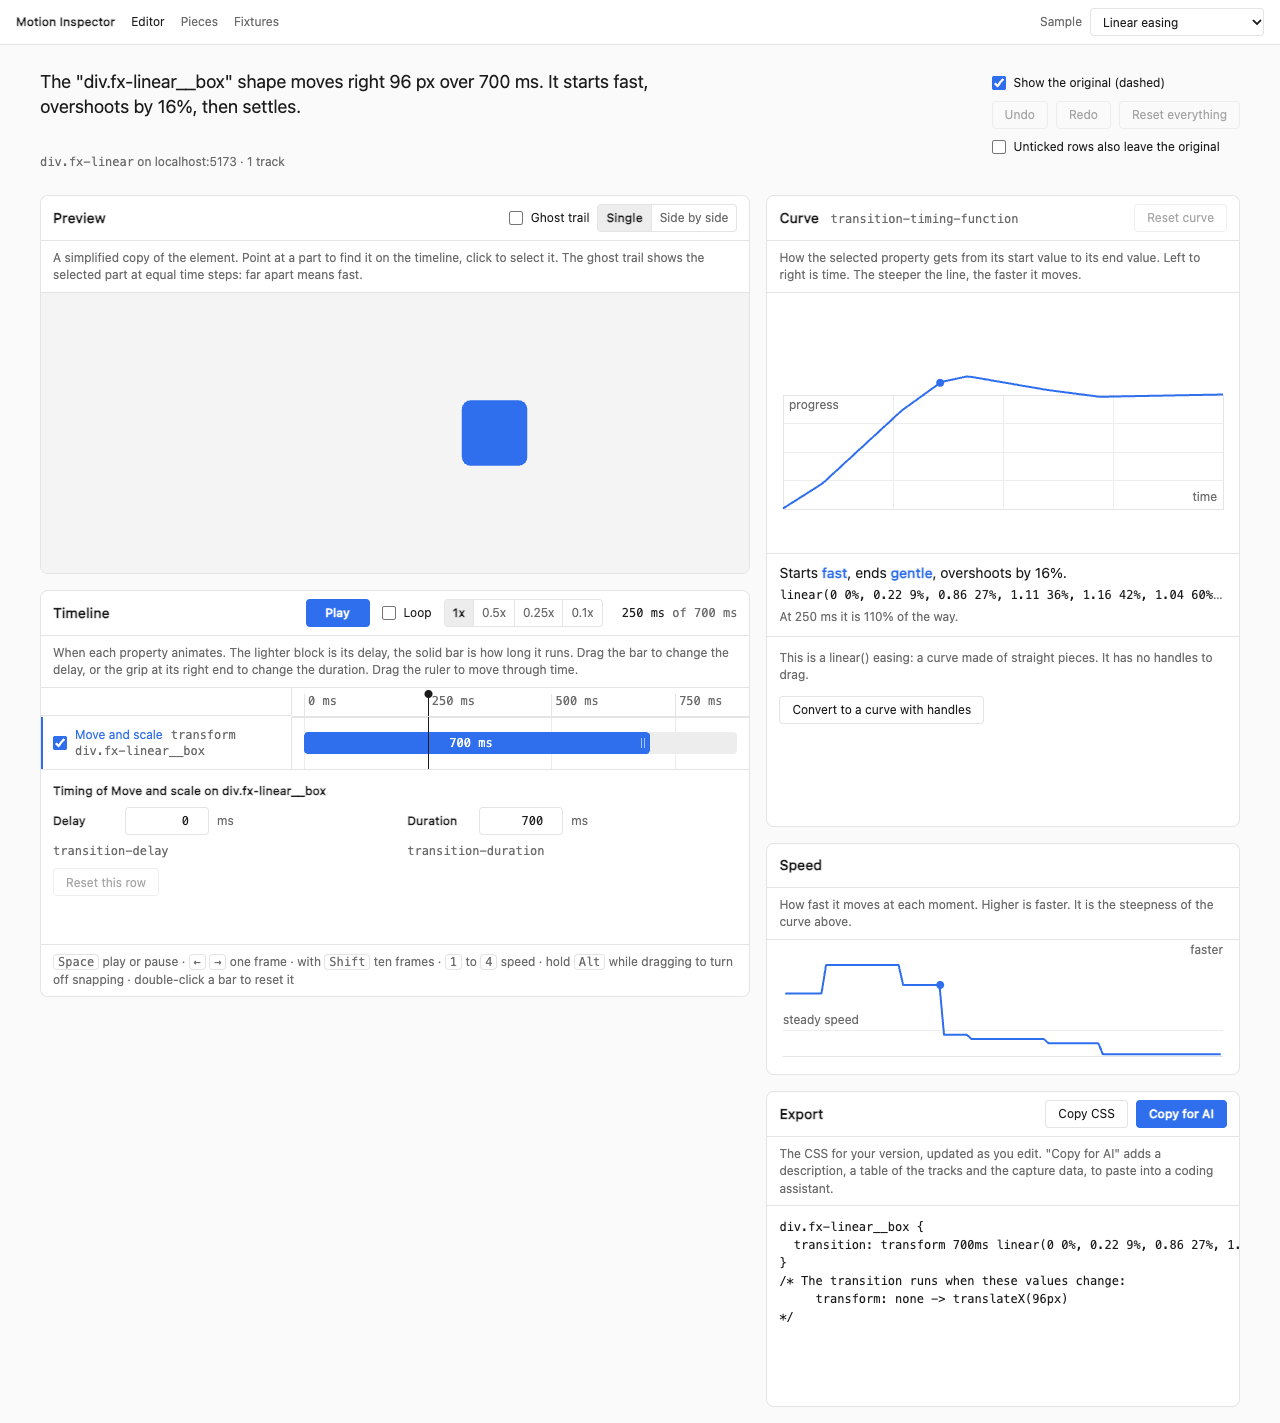 Motion Inspector Editor Pieces Fixtures Sample Linear easing
The "div.fx-linear__box" shape moves right 96 px over 700 ms. It starts fast,
overshoots by 16%, then settles.
div.fx-linear on localhost:5173 · 1 track
Show the original (dashed)
Undo Redo Reset everything
Unticked rows also leave the original
Preview Ghost trail Single Side by side
A simplified copy of the element. Point at a part to find it on the timeline, click to select it. The ghost trail shows the
selected part at equal time steps: far apart means fast.
Timeline Play Loop 1x 0.5x 0.25x 0.1x 250 ms of 700 ms
When each property animates. The lighter block is its delay, the solid bar is how long it runs. Drag the bar to change the
delay, or the grip at its right end to change the duration. Drag the ruler to move through time.
0 ms 250 ms 500 ms 750 ms
Move and scale transform
div.fx-linear__box
700 ms
Timing of Move and scale on div.fx-linear__box
Delay 0 ms Duration 700 ms
transition-delay transition-duration
Reset this row
Space play or pause · ← → one frame · with Shift ten frames · 1 to 4 speed · hold Alt while dragging to turn
off snapping · double-click a bar to reset it
Curve transition-timing-function Reset curve
How the selected property gets from its start value to its end value. Left to
right is time. The steeper the line, the faster it moves.
progress
time
Starts fast, ends gentle, overshoots by 16%.
linear(0 0%, 0.22 9%, 0.86 27%, 1.11 36%, 1.16 42%, 1.04 60%…
At 250 ms it is 110% of the way.
This is a linear() easing: a curve made of straight pieces. It has no handles to
drag.
Convert to a curve with handles
Speed
How fast it moves at each moment. Higher is faster. It is the steepness of the
curve above.
faster
steady speed
Export Copy CSS Copy for AI
The CSS for your version, updated as you edit. "Copy for AI" adds a
description, a table of the tracks and the capture data, to paste into a coding
assistant.
div.fx-linear__box {
transition: transform 700ms linear(0 0%, 0.22 9%, 0.86 27%, 1.
}
/* The transition runs when these values change:
transform: none -> translateX(96px)
*/